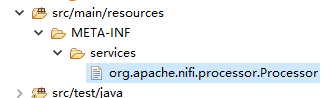 src/main/resources
META-INF
services
org.apache.nifi.processor.Processor
src/test/java